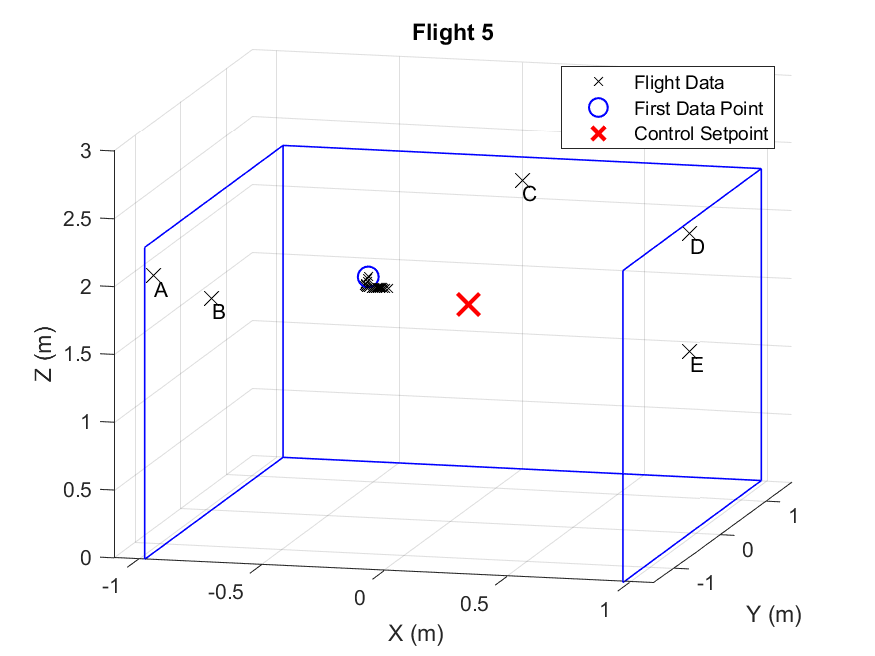 Flight 5
Flight Data
First Data Point
Control Setpoint
3
2.5
2
1.5
1
0.5
0
Z (m)
A
B
C
D
E
-1
-0.5
0
0.5
1
X (m)
-1
0
1
Y (m)